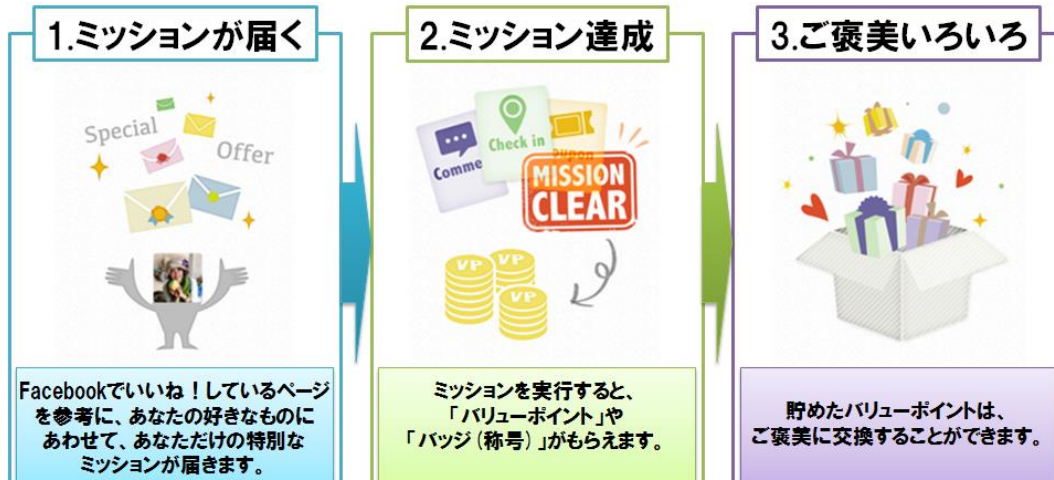 1.ミッションが届く
Special
Offer
Facebookでいいね！しているページ
を参考に、あなたの好きなものに
あわせて、あなただけの特別な
ミッションが届きます。
2.ミッション達成
Comme
Check in
upon
MISSION
CLEAR
VP
VP
VP
ミッションを実行すると、
「バリューポイント」や
「バッジ（称号）」がもらえます。
3.ご褒美いろいろ
貯めたバリューポイントは、
ご褒美に交換することができます。